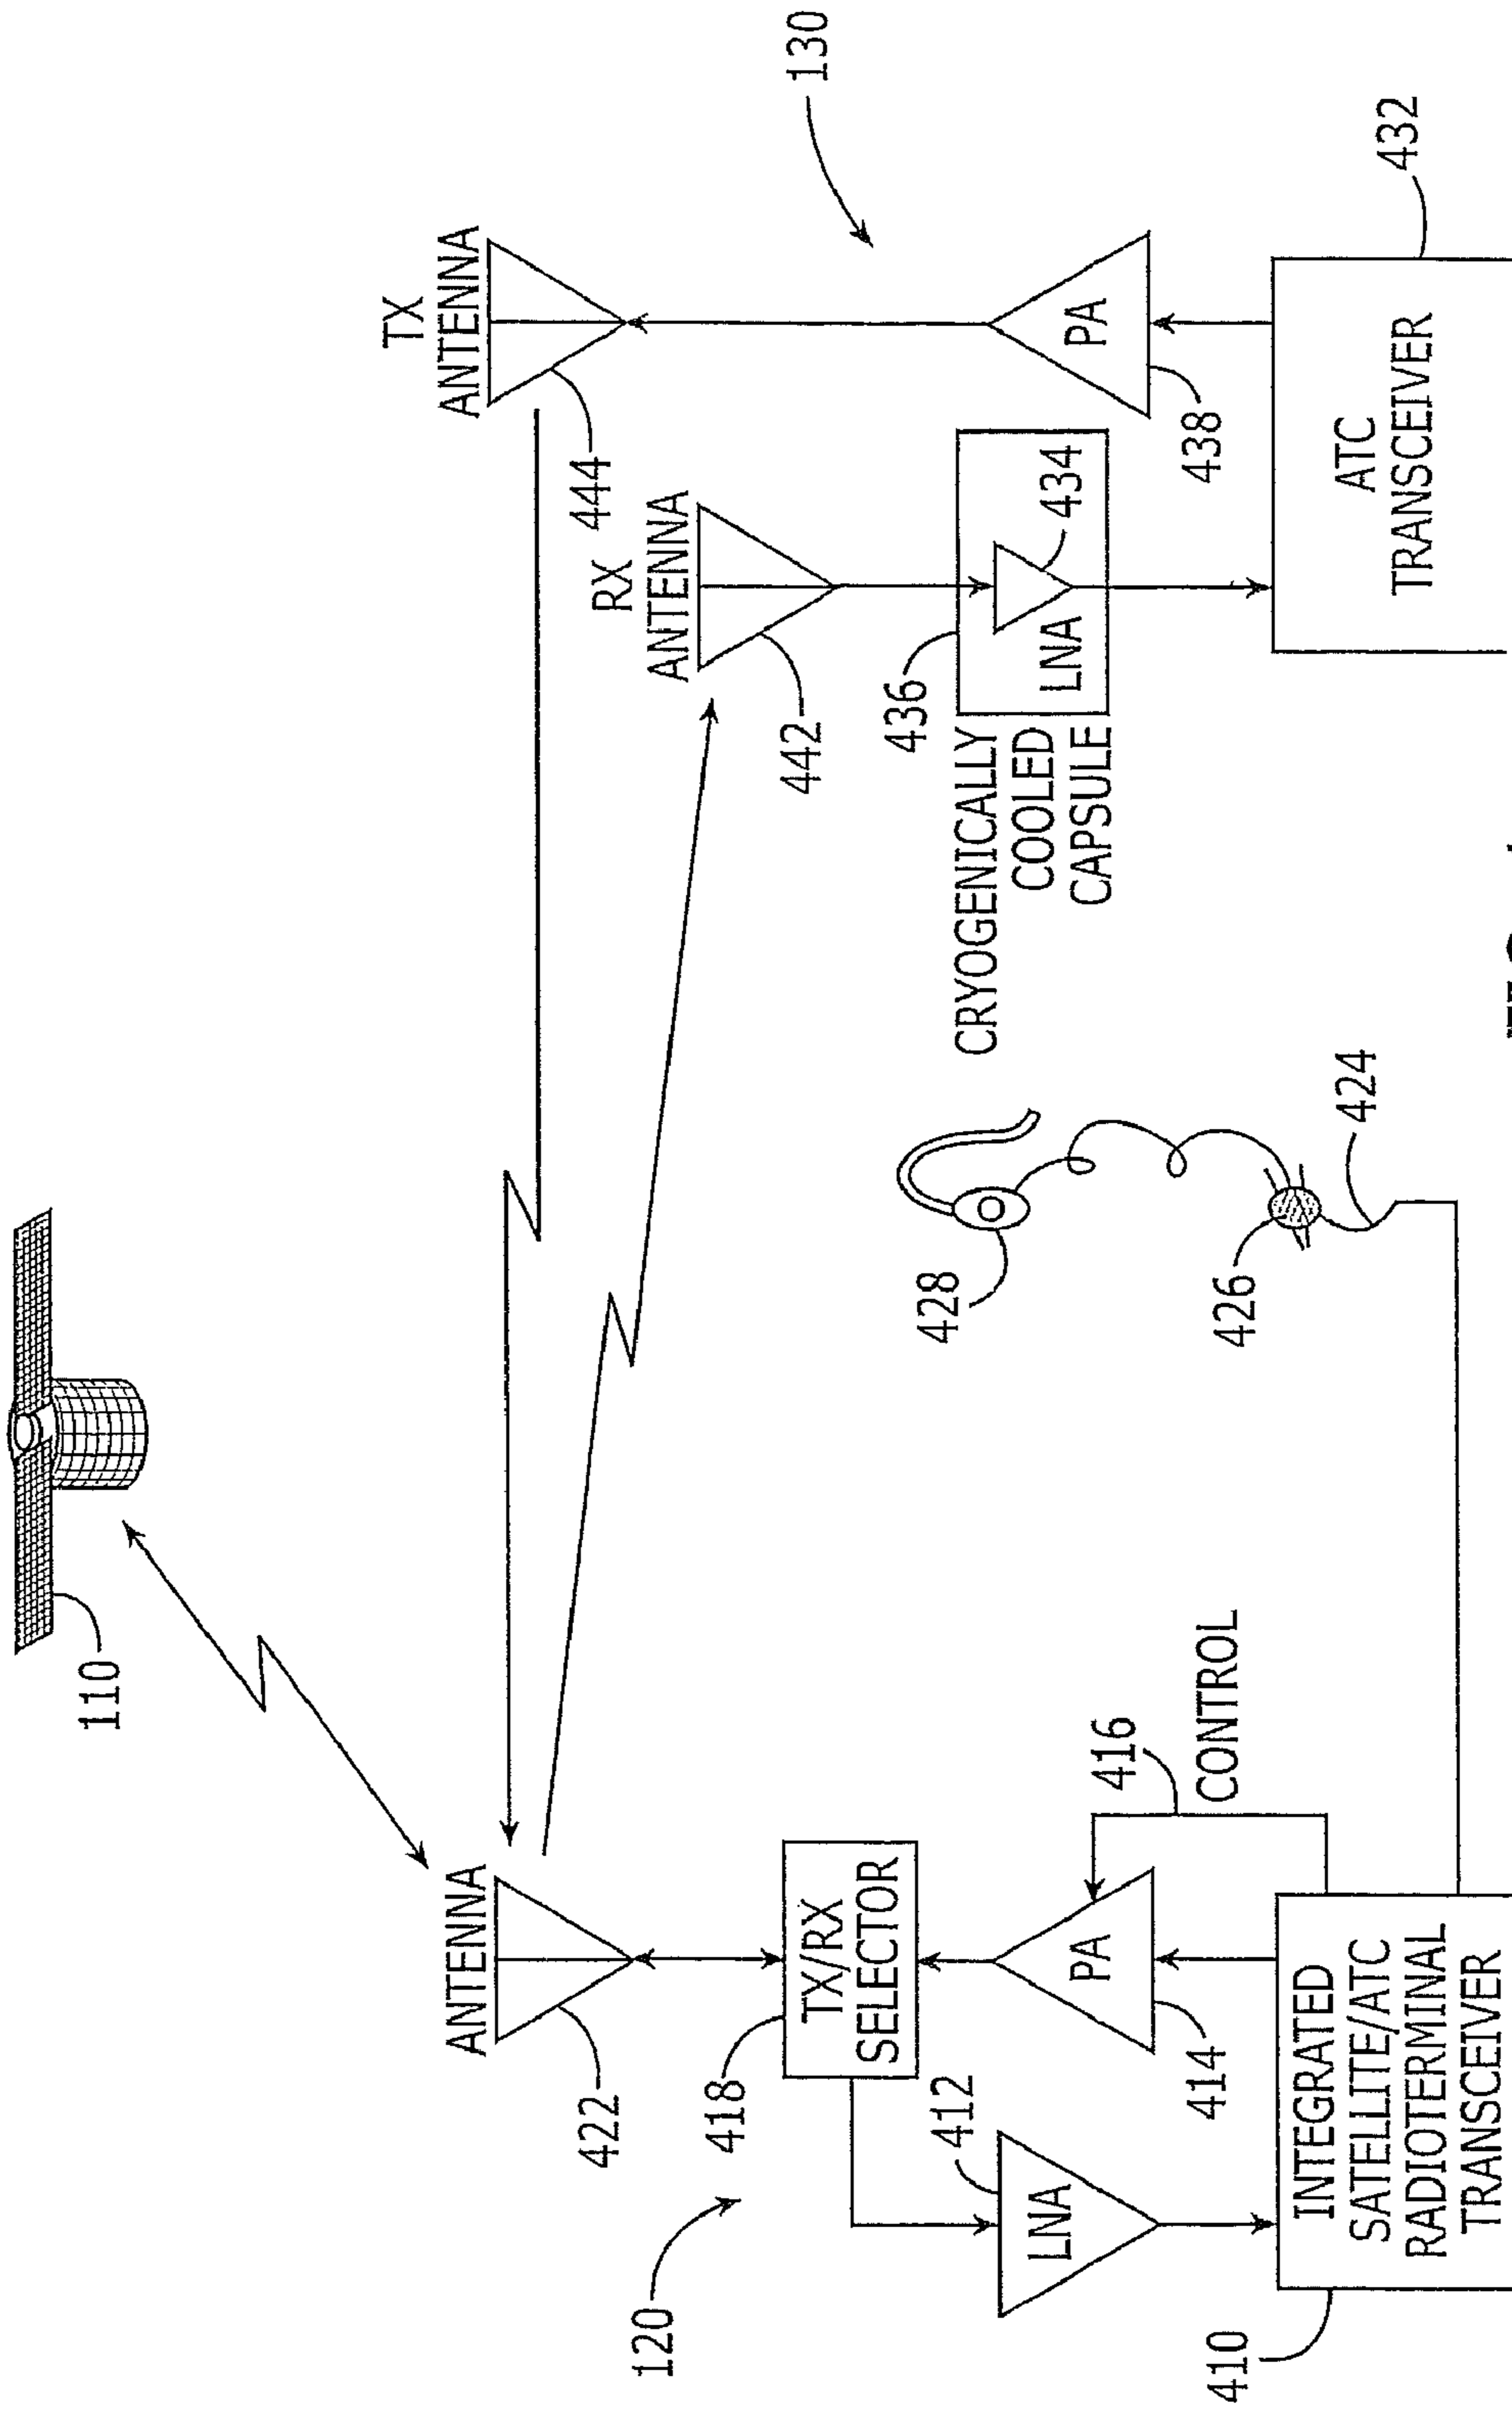 110
ANTENNA
422
TX
ANTENNA
444
RX
ANTENNA
442
130
120
418
TX/RX
SELECTOR
412
LNA
PA
414
416
CONTROL
428
426
424
436
CRYOGENICALLY
COOLED
CAPSULE
LNA
434
PA
438
410
INTEGRATED
SATELLITE/ATC
RADIOTERMINAL
TRANSCEIVER
ATC
TRANSCEIVER
432